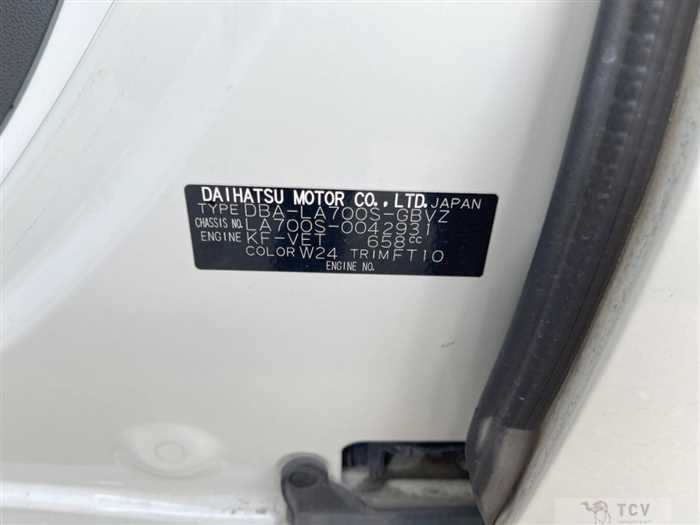 DAIHATSU MOTOR CO.,LTD. JAPAN
TYPE DBA-LA700S-GBVZ
CHASSIS NO. LA700S-0042931
ENGINE KF-VET 658cc
COLOR W24 TRIM FT10
ENGINE NO.
TCV